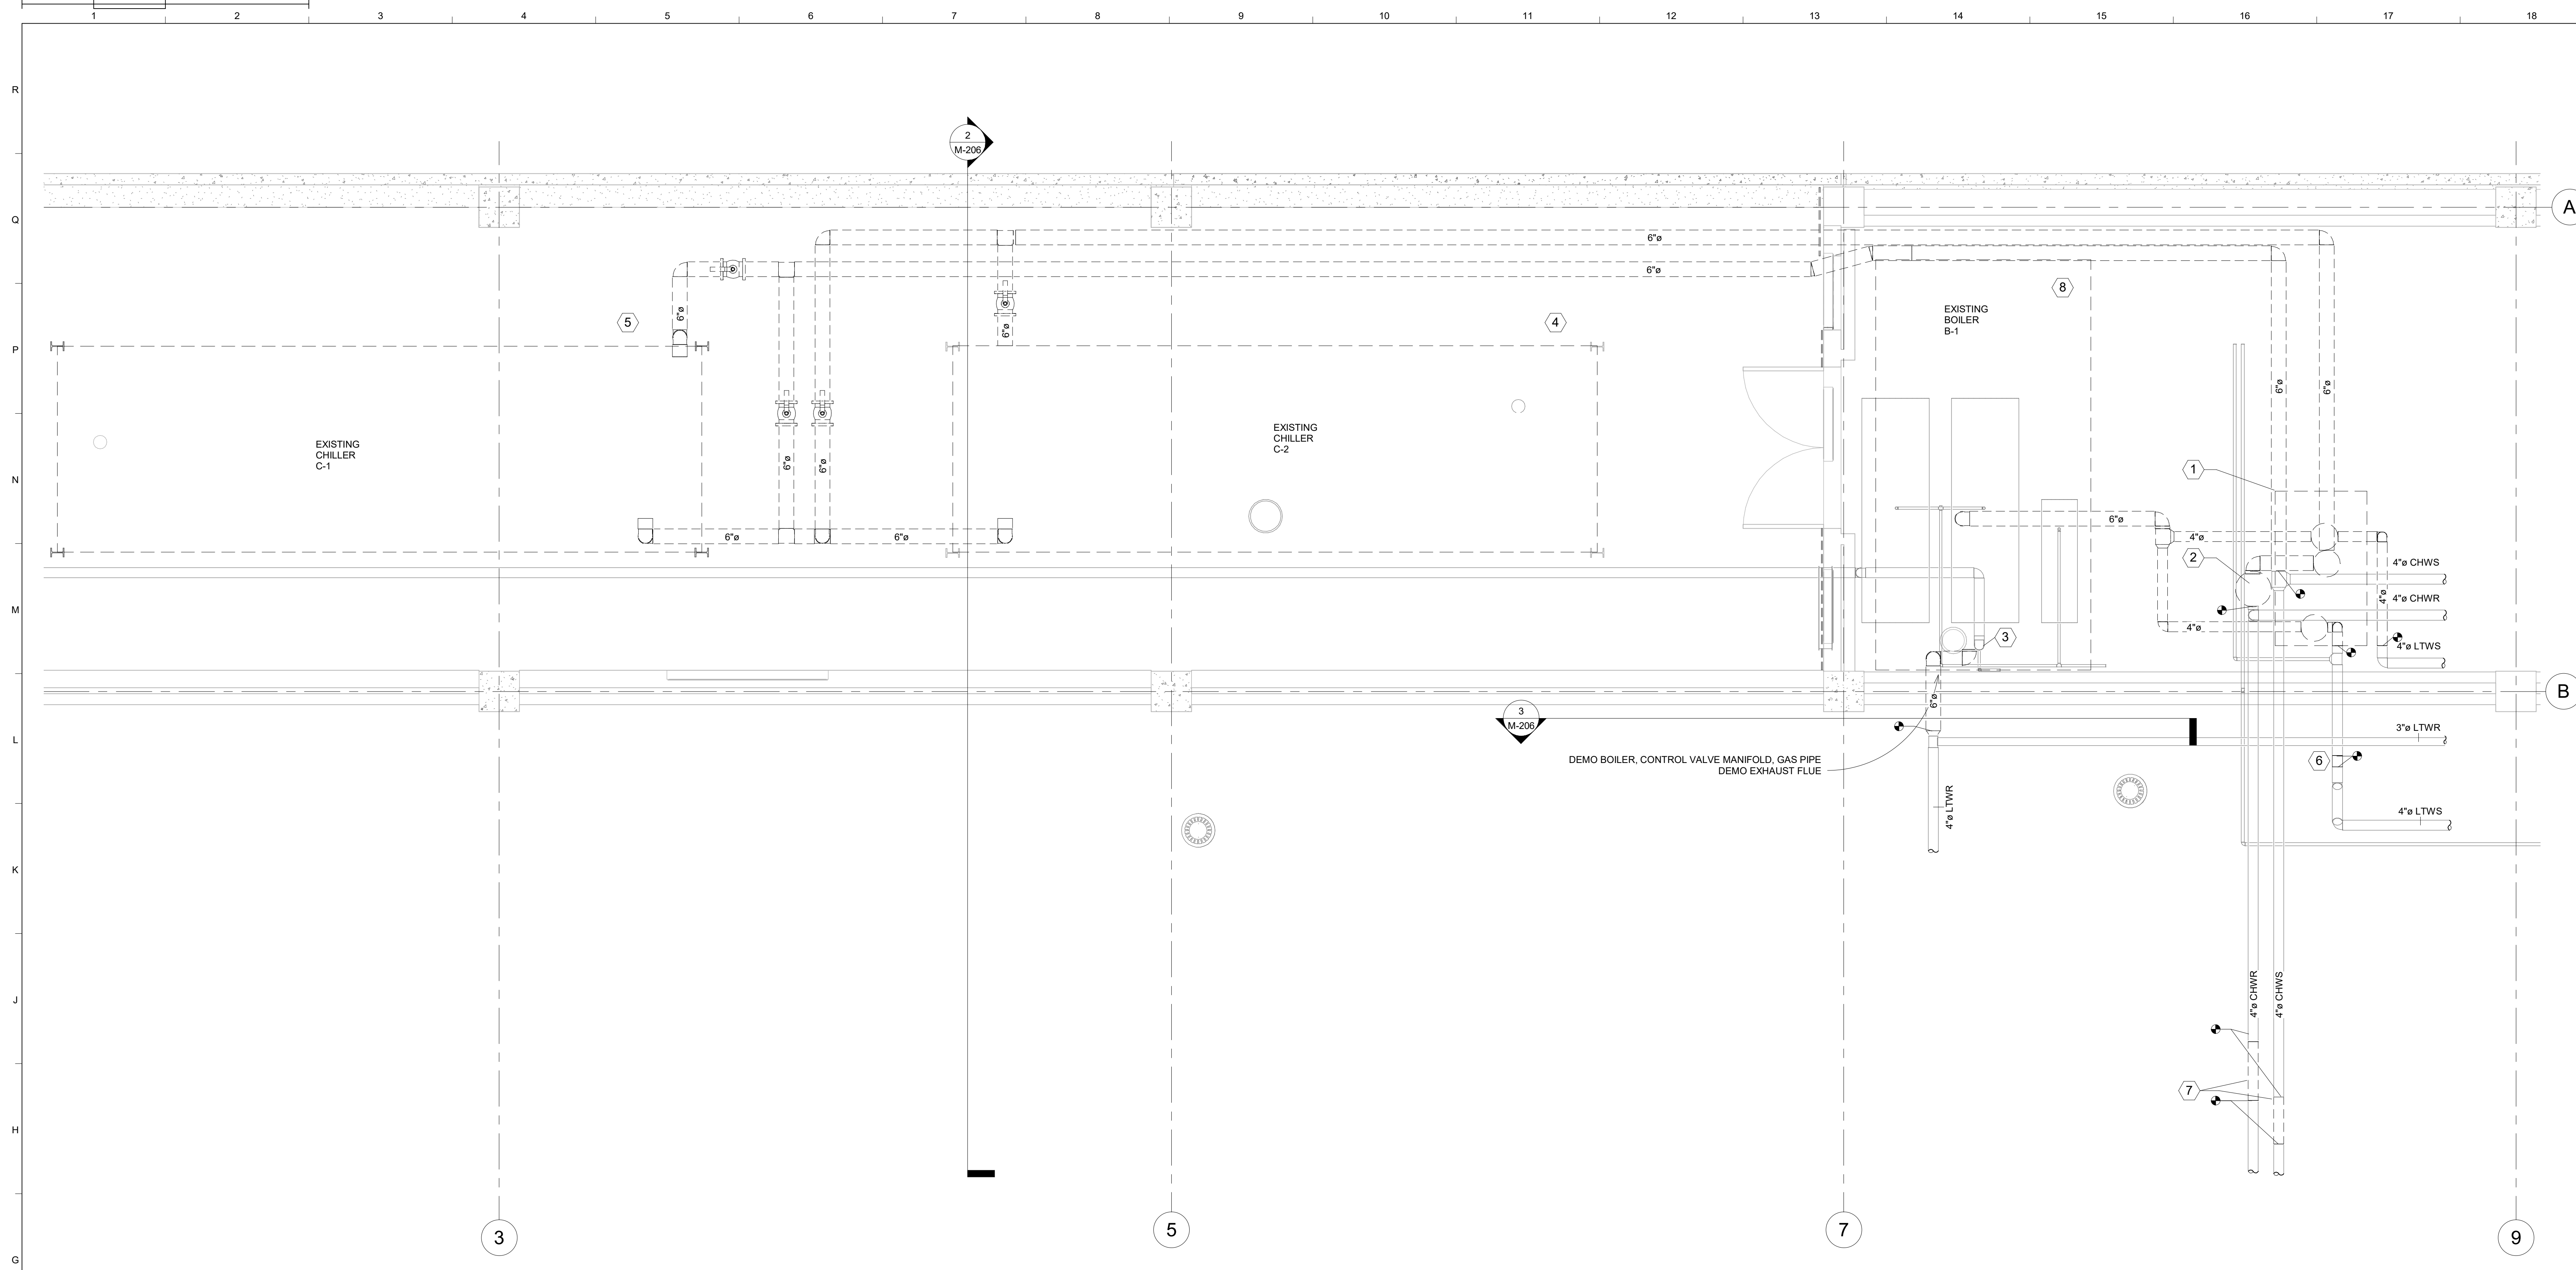 1 2 3 4 5 6 7 8 9 10 11 12 13 14 15 16 17 18
R
2
M-206
Q
A
6"ø
6"ø
8
EXISTING
BOILER
B-1
6"ø
5
6"ø
4
P
6"ø
6"ø
EXISTING
CHILLER
C-1
EXISTING
CHILLER
C-2
6"ø
6"ø
1
N
6"ø
6"ø
6"ø
4"ø
2
4"ø CHWS
4"ø
4"ø CHWR
M
4"ø
3
4"ø LTWS
B
6"ø
3
M-206
3"ø LTWR
L
DEMO BOILER, CONTROL VALVE MANIFOLD, GAS PIPE
DEMO EXHAUST FLUE
6
4"ø LTWR
4"ø LTWS
K
4"ø CHWR
4"ø CHWS
J
7
H
3
5
7
9
G